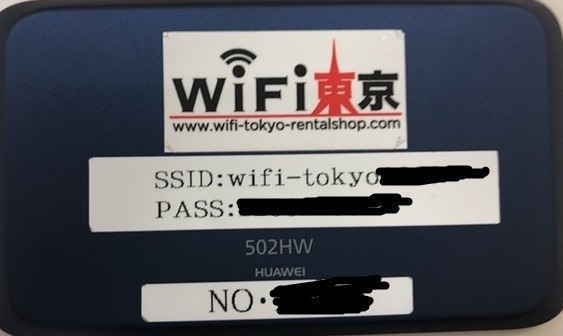 WiFi東京
www.wifi-tokyo-rentalshop.com
SSID:wifi-tokyo
PASS:
502HW
HUAWEI
NO.